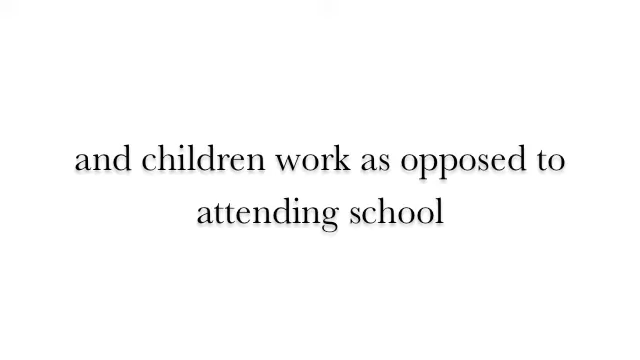 and children work as opposed to
attending school